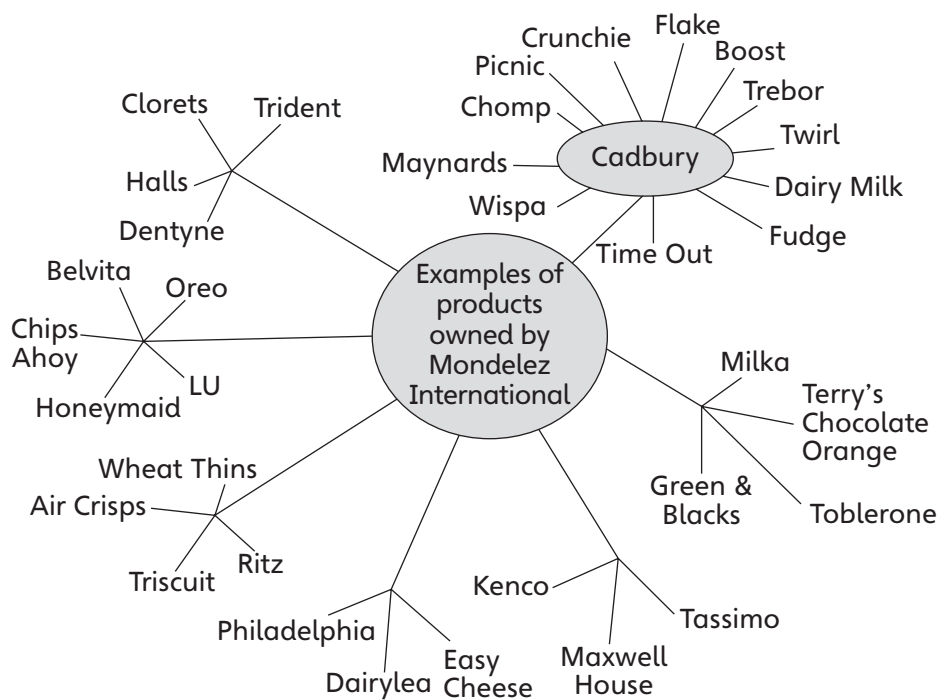 Flake
Crunchie
Boost
Picnic
Trebor
Chomp
Twirl
Cadbury
Maynards
Dairy Milk
Wispa
Fudge
Time Out
Clorets
Trident
Halls
Dentyne
Examples of
products
owned by
Mondelez
International
Belvita
Oreo
Chips
Ahoy
LU
Honeymaid
Milka
Terry's
Chocolate
Orange
Green &
Blacks
Toblerone
Wheat Thins
Air Crisps
Ritz
Triscuit
Kenco
Tassimo
Maxwell
House
Philadelphia
Easy
Cheese
Dairylea